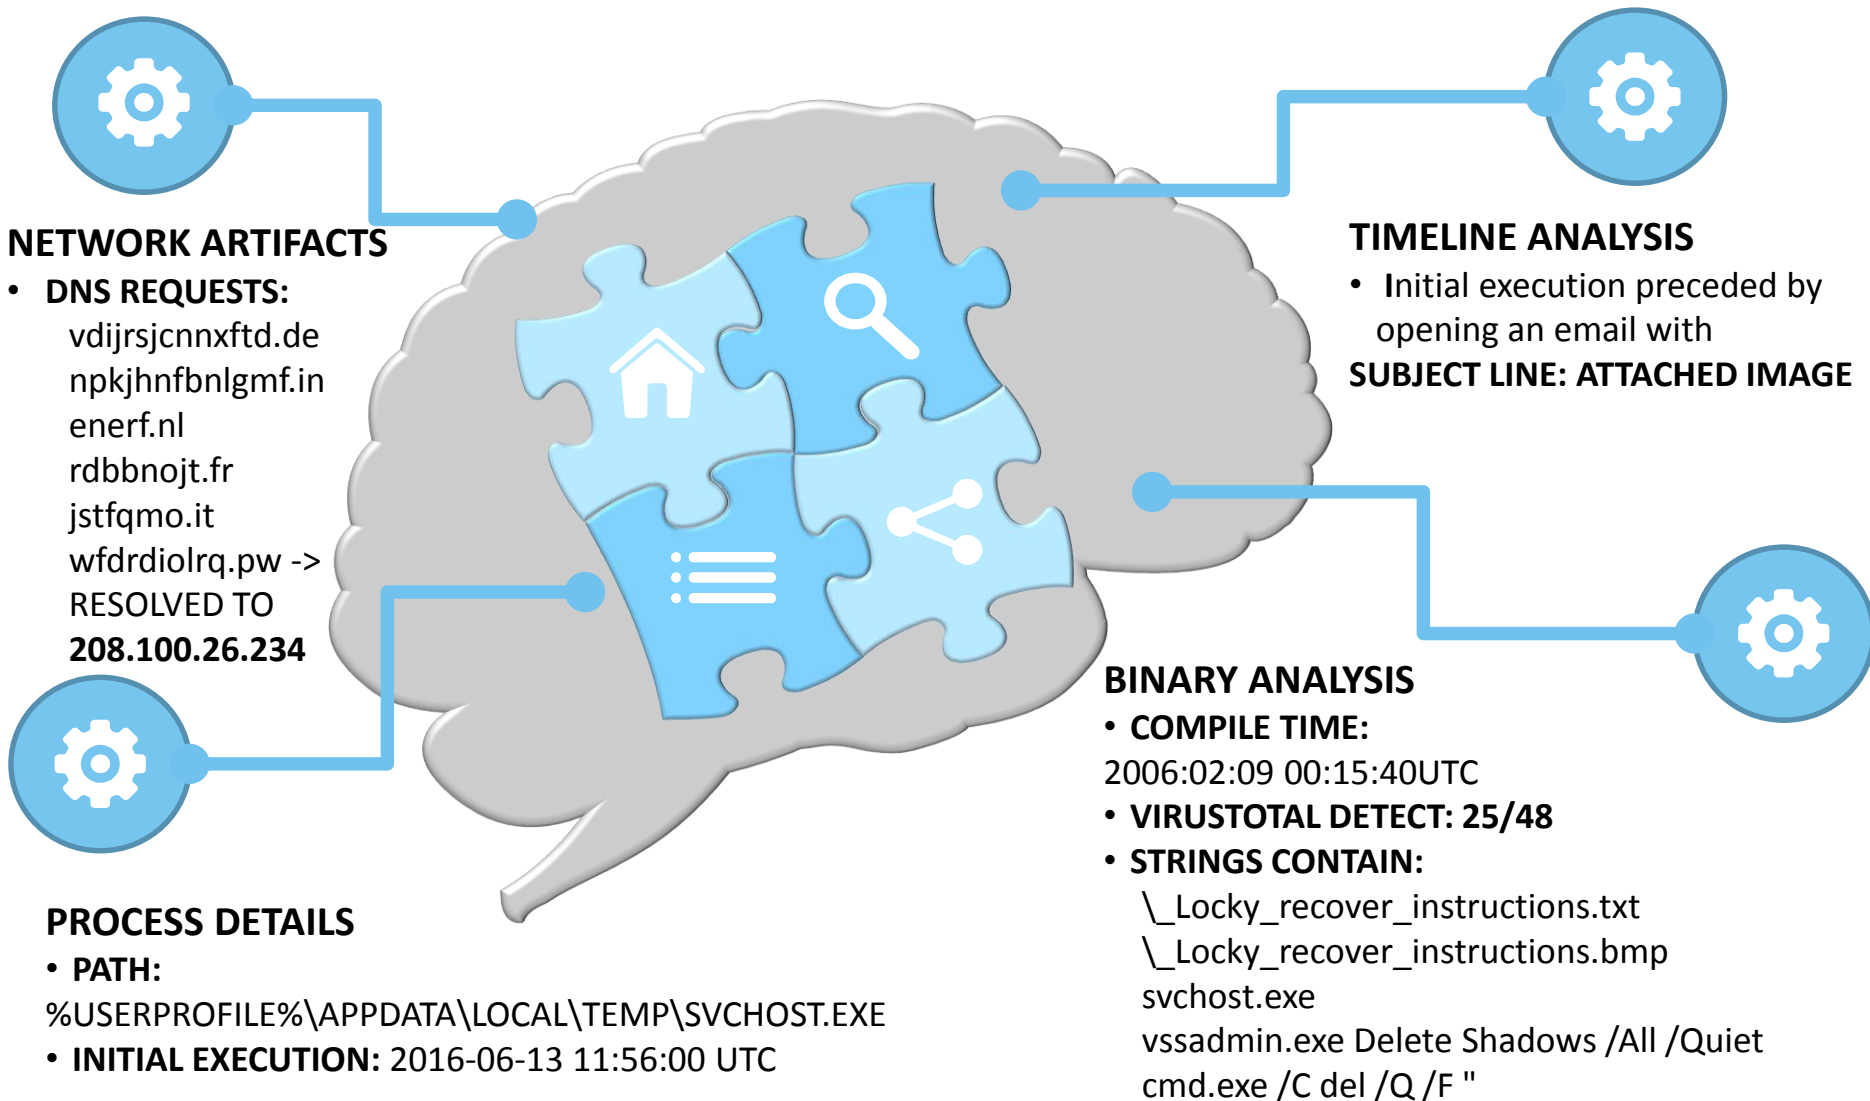 NETWORK ARTIFACTS
• DNS REQUESTS:
vdijrsjcnnxftd.de
npkjhnfbnlgmf.in
enerf.nl
rdbbnojt.fr
jstfqmo.it
wfdrdiolrq.pw ->
RESOLVED TO
208.100.26.234
TIMELINE ANALYSIS
• Initial execution preceded by
opening an email with
SUBJECT LINE: ATTACHED IMAGE
PROCESS DETAILS
• PATH:
%USERPROFILE%\APPDATA\LOCAL\TEMP\SVCHOST.EXE
• INITIAL EXECUTION: 2016-06-13 11:56:00 UTC
BINARY ANALYSIS
• COMPILE TIME:
2006:02:09 00:15:40UTC
• VIRUSTOTAL DETECT: 25/48
• STRINGS CONTAIN:
\_Locky_recover_instructions.txt
\_Locky_recover_instructions.bmp
svchost.exe
vssadmin.exe Delete Shadows /All /Quiet
cmd.exe /C del /Q /F "